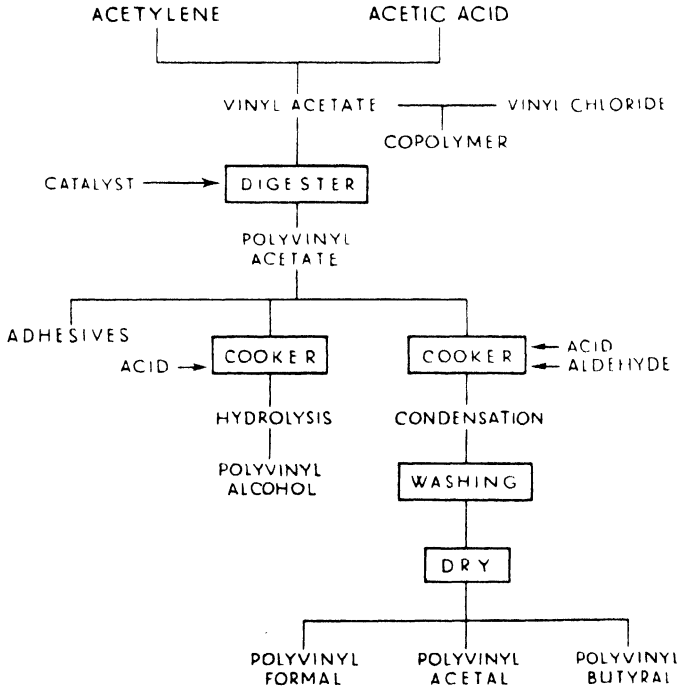 ACETYLENE ACETIC ACID
VINYL ACETATE VINYL CHLORIDE
COPOLYMER
CATALYST DIGESTER
POLYVINYL
ACETATE
ADHESIVES
COOKER COOKER
ACID
ACID
ALDEHYDE
HYDROLYSIS CONDENSATION
POLYVINYL
ALCOHOL
WASHING
DRY
POLYVINYL
FORMAL
POLYVINYL
ACETAL
POLYVINYL
BUTYRAL